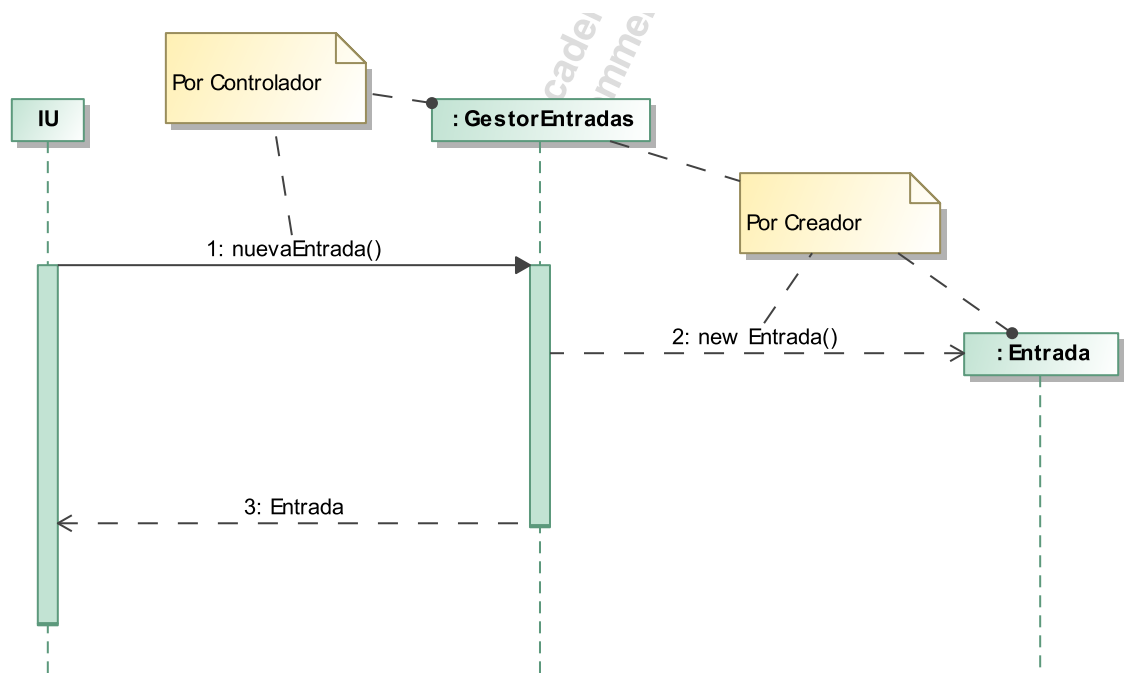 Por Controlador
IU
: GestorEntradas
Por Creador
1: nuevaEntrada()
2: new Entrada()
: Entrada
3: Entrada